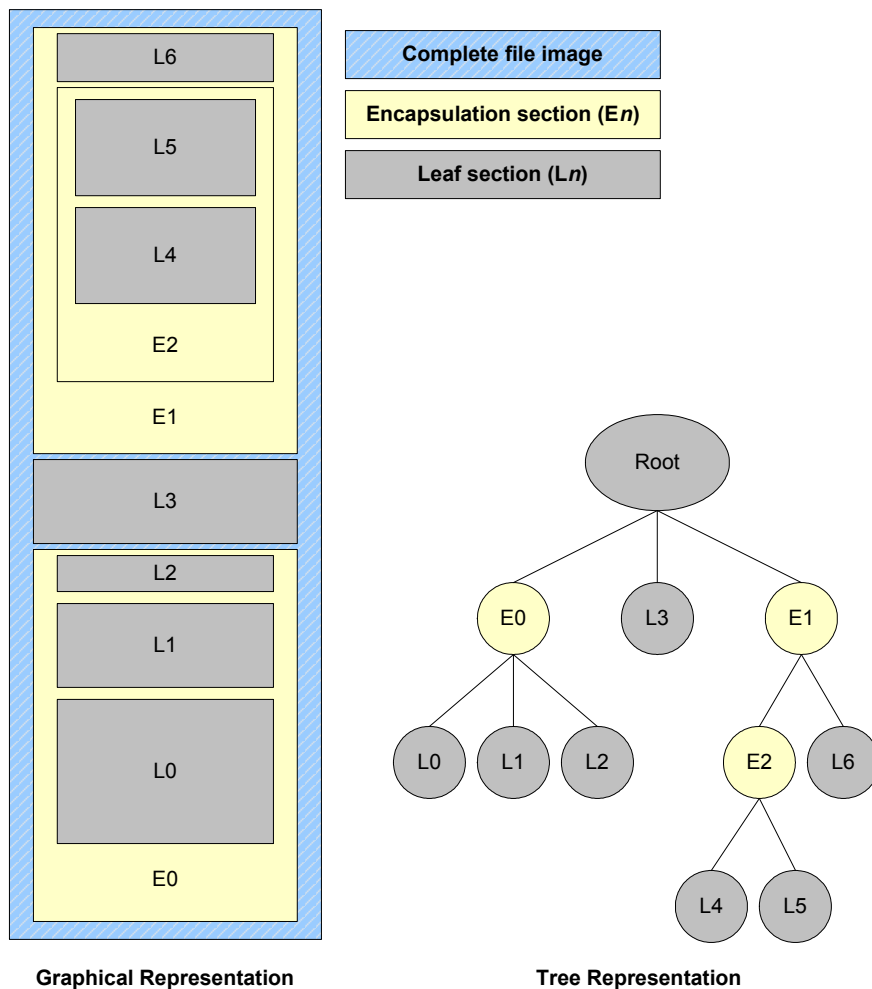 L6
L5
L4
E2
E1
L3
L2
L1
L0
E0
Complete file image
Encapsulation section (En)
Leaf section (Ln)
Root
E0
L3
E1
L0
L1
L2
E2
L6
L4
L5
Graphical Representation
Tree Representation